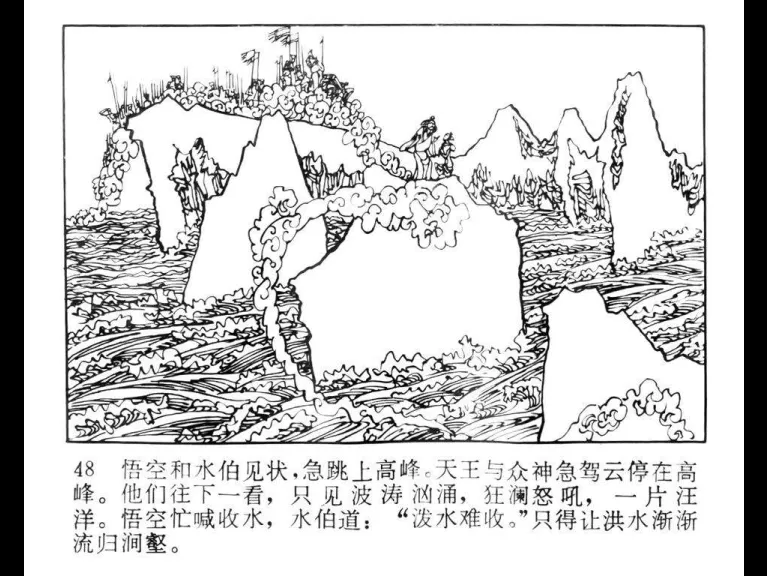 48 悟空和水伯见状，急跳上高峰。天王与众神急驾云停在高
峰。他们往下一看，只见波涛汹涌，狂澜怒吼，一片汪
洋。悟空忙喊收水，水伯道：“泼水难收。”只得让洪水渐渐
流归涧壑。